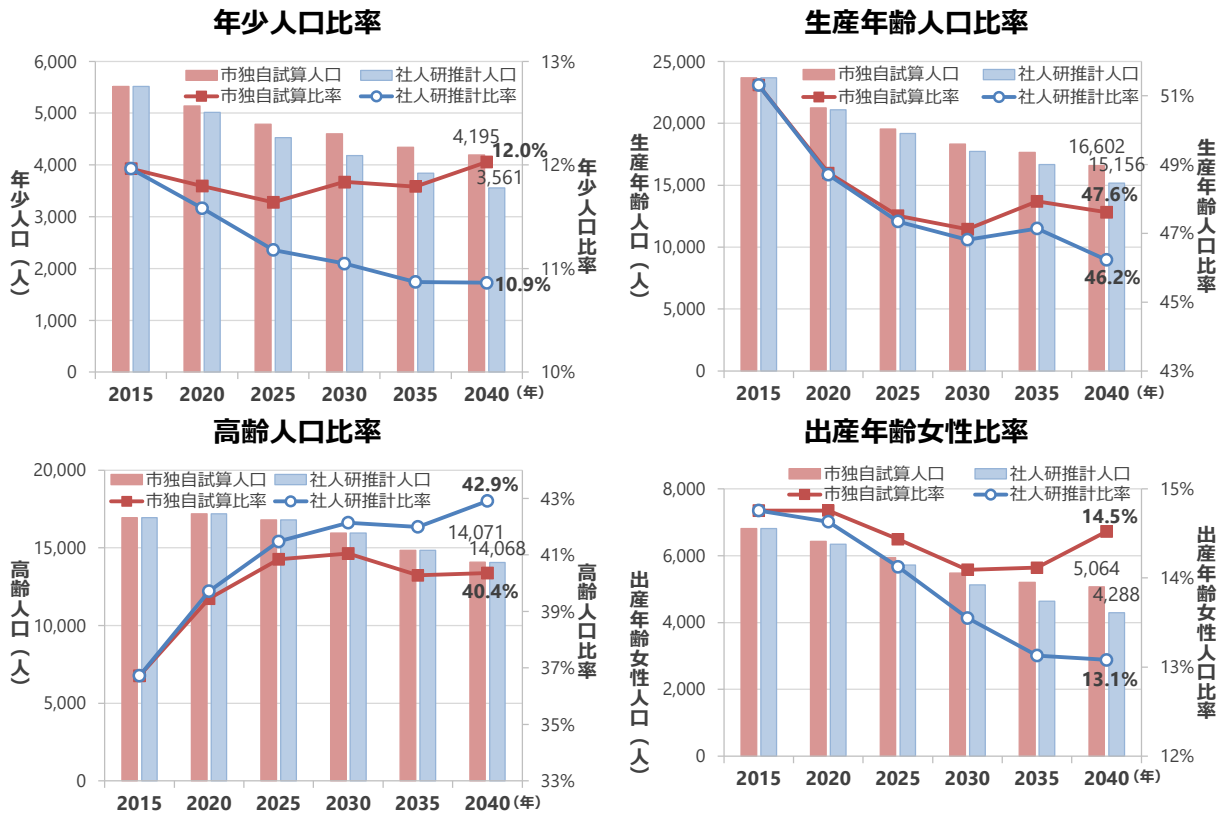 年少人口比率
6,000
5,000
4,000
3,000
2,000
1,000
0
13%
12%
11%
10%
市独自試算人口
社人研推計人口
市独自試算比率
社人研推計比率
4,195
12.0%
3,561
10.9%
年少人口（人）
年少人口比率
2015 2020 2025 2030 2035 2040 （年）
生産年齢人口比率
25,000
20,000
15,000
10,000
5,000
0
51%
49%
47%
45%
43%
市独自試算人口
社人研推計人口
市独自試算比率
社人研推計比率
16,602
15,156
47.6%
46.2%
生産年齢人口（人）
生産年齢人口比率
2015 2020 2025 2030 2035 2040 （年）
高齢人口比率
20,000
15,000
10,000
5,000
0
43%
41%
39%
37%
35%
33%
市独自試算人口
社人研推計人口
市独自試算比率
社人研推計比率
42.9%
14,071
14,068
40.4%
高齢人口（人）
高齢人口比率
2015 2020 2025 2030 2035 2040 （年）
出産年齢女性比率
8,000
6,000
4,000
2,000
0
15%
14%
13%
12%
市独自試算人口
社人研推計人口
市独自試算比率
社人研推計比率
14.5%
5,064
4,288
13.1%
出産年齢女性人口（人）
出産年齢女性人口比率
2015 2020 2025 2030 2035 2040 （年）